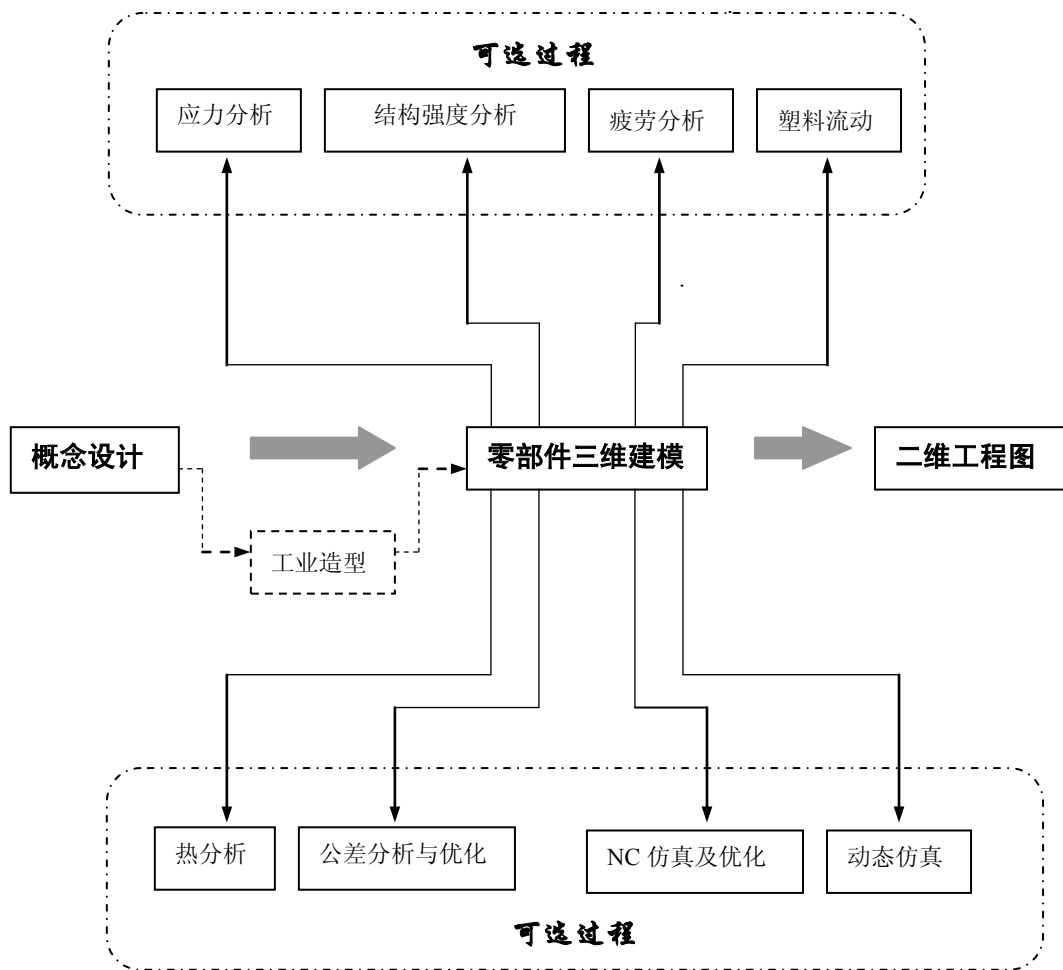 可选过程
应力分析
结构强度分析
疲劳分析
塑料流动
概念设计
零部件三维建模
二维工程图
工业造型
热分析
公差分析与优化
NC 仿真及优化
动态仿真
可选过程